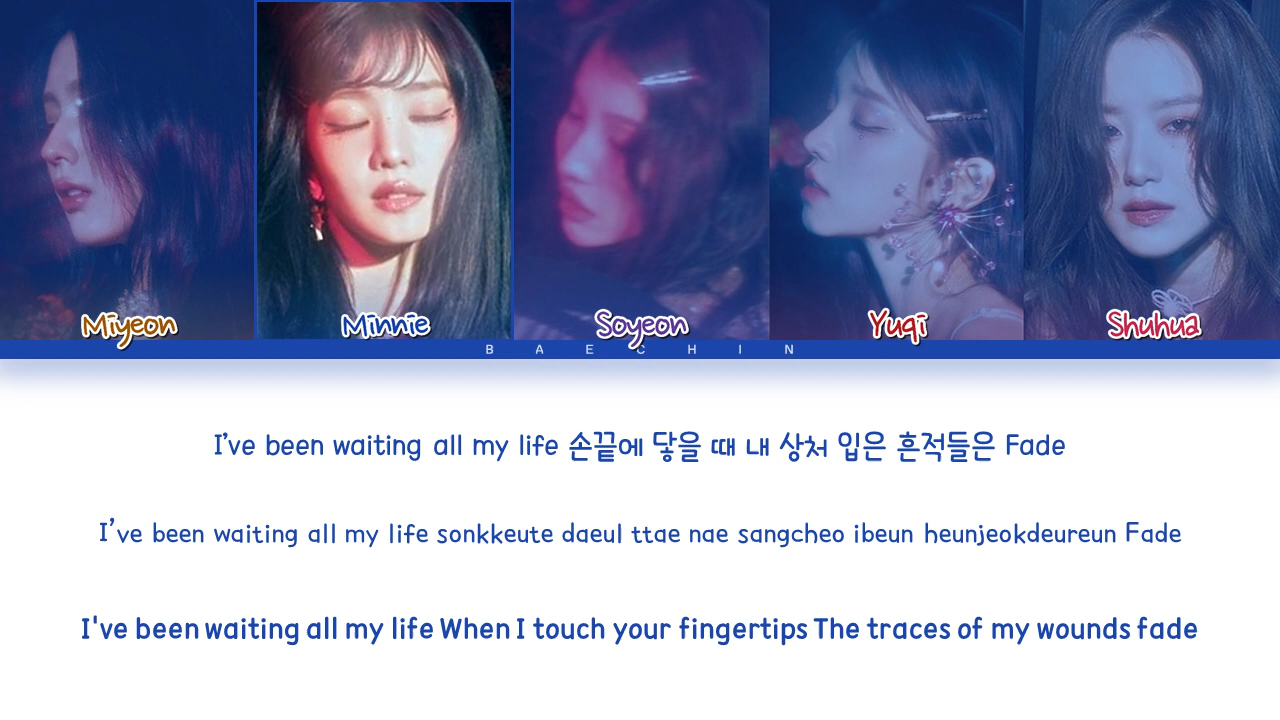 Miyeon Minnie Soyeon Yuqi Shuhua
BAECHIN
I've been waiting all my life 손끝에 닿을 때 내 상처 입은 흔적들은 Fade
I've been waiting all my life sonkkeute daeul ttae nae sangcheo ibeun heunjeokdeureun Fade
I've been waiting all my life When I touch your fingertips The traces of my wounds fade